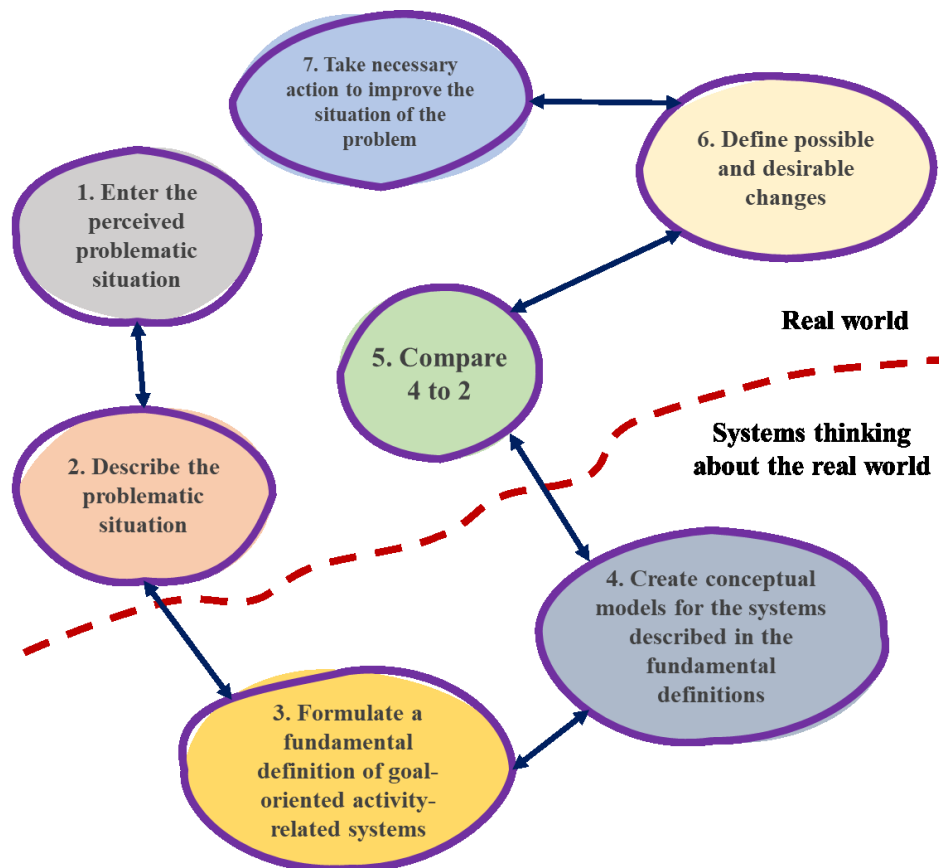 7. Take necessary
action to improve the
situation of the
problem
6. Define possible
and desirable
changes
1. Enter the
perceived
problematic
situation
Real world
5. Compare
4 to 2
Systems thinking
about the real world
2. Describe the
problematic
situation
4. Create conceptual
models for the systems
described in the
fundamental
definitions
3. Formulate a
fundamental
definition of goal-
oriented activity-
related systems